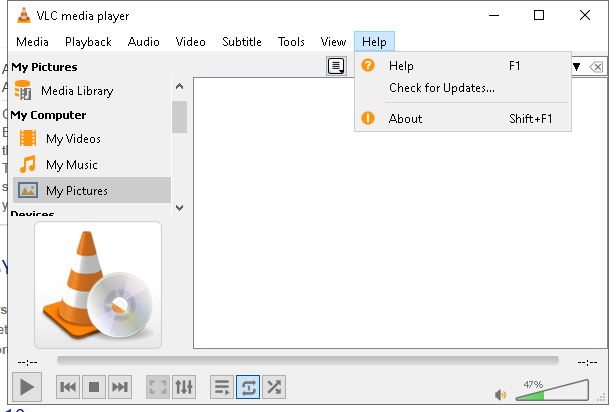 VLC media player
Media Playback Audio Video Subtitle Tools View Help
My Pictures
Media Library
My Computer
My Videos
My Music
My Pictures
Devices
Help F1
Check for Updates...
About Shift+F1
--:-- --:--
47%